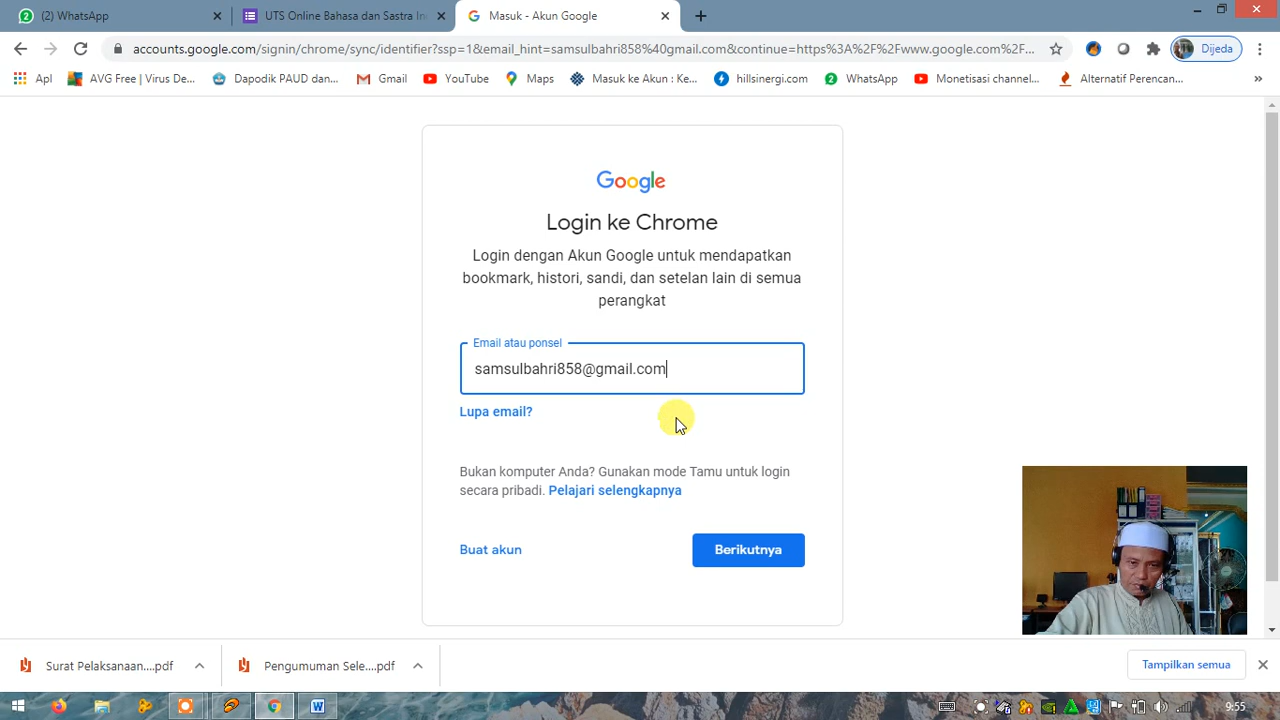 (2) WhatsApp
UTS Online Bahasa dan Sastra In
Masuk - Akun Google
accounts.google.com/signin/chrome/sync/identifier?ssp=1&email_hint=samsulbahri858%40gmail.com&continue=https%3A%2F%2Fwww.google.com%2F...
Dijeda
Apl
AVG Free | Virus De...
Dapodik PAUD dan...
Gmail
YouTube
Maps
Masuk ke Akun : Ke...
hillsinergi.com
WhatsApp
Monetisasi channel...
Alternatif Perencan...
Google
Login ke Chrome
Login dengan Akun Google untuk mendapatkan
bookmark, histori, sandi, dan setelan lain di semua
perangkat
Email atau ponsel
samsulbahri858@gmail.com
Lupa email?
Bukan komputer Anda? Gunakan mode Tamu untuk login
secara pribadi. Pelajari selengkapnya
Buat akun
Berikutnya
Surat Pelaksanaan....pdf
Pengumuman Sele....pdf
Tampilkan semua
9:55